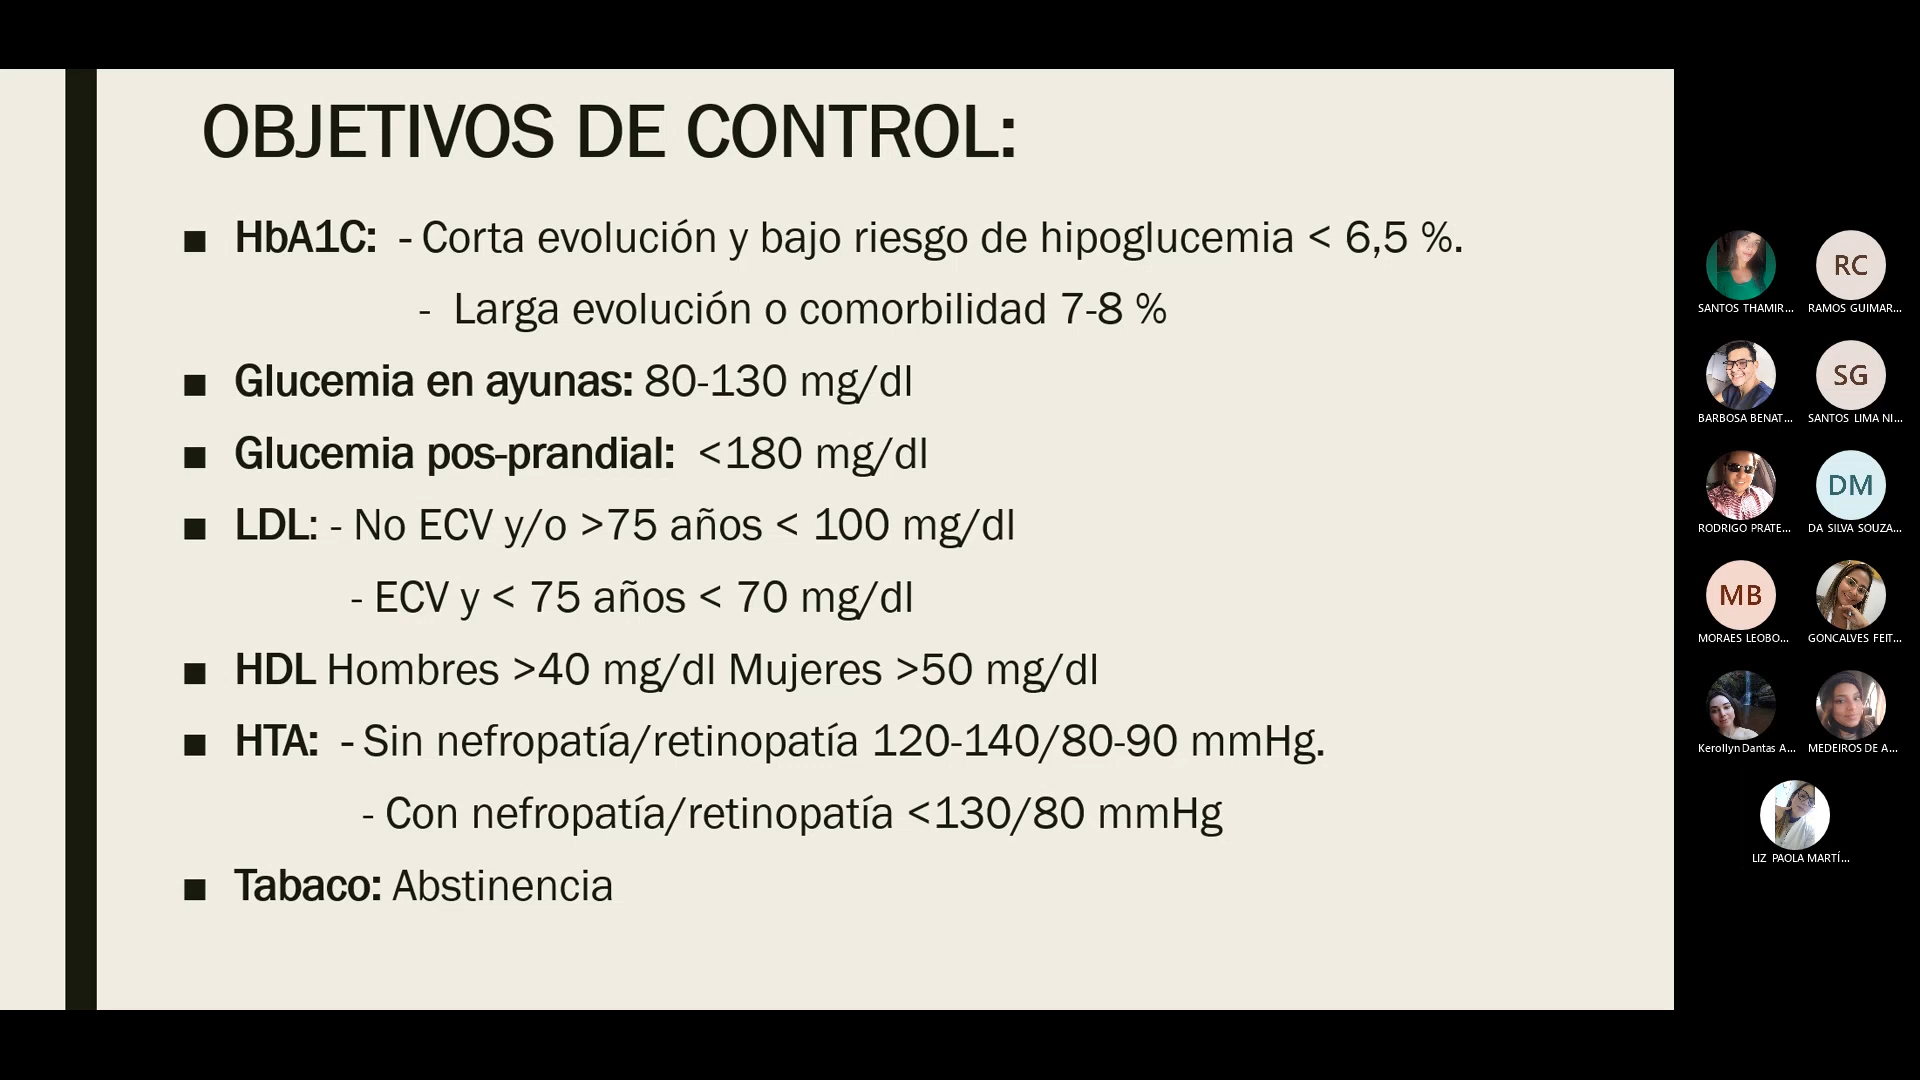 OBJETIVOS DE CONTROL:
■ HbA1C: - Corta evolución y bajo riesgo de hipoglucemia < 6,5 %.
- Larga evolución o comorbilidad 7-8 %
■ Glucemia en ayunas: 80-130 mg/dl
■ Glucemia pos-prandial: <180 mg/dl
■ LDL: - No ECV y/o >75 años < 100 mg/dl
- ECV y < 75 años < 70 mg/dl
■ HDL Hombres >40 mg/dl Mujeres >50 mg/dl
■ HTA: - Sin nefropatía/retinopatía 120-140/80-90 mmHg.
- Con nefropatía/retinopatía <130/80 mmHg
■ Tabaco: Abstinencia
RC
SANTOS THAMIR... RAMOS GUIMAR...
SG
BARBOSA BENAT... SANTOS LIMA NI...
DM
RODRIGO PRATE... DA SILVA SOUZA...
MB
MORAES LEOBO... GONCALVES FEIT...
Kerollyn Dantas A... MEDEIROS DE A...
LIZ PAOLA MARTÍ...